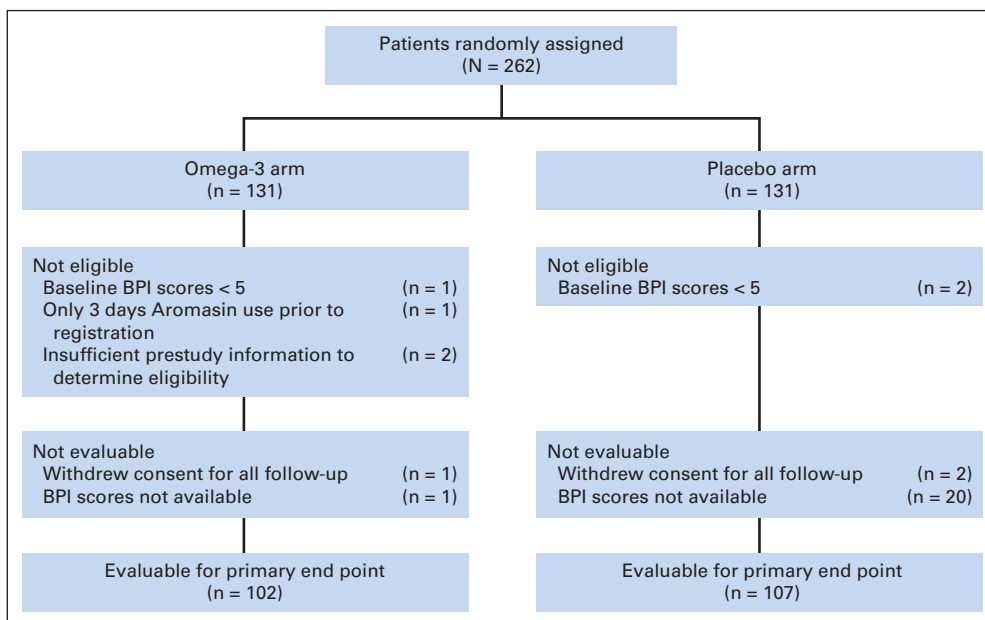 Patients randomly assigned
(N = 262)
Omega-3 arm
(n = 131)
Placebo arm
(n = 131)
Not eligible
Baseline BPI scores < 5 (n = 1)
Only 3 days Aromasin use prior to (n = 1)
registration
Insufficient prestudy information to (n = 2)
determine eligibility
Not eligible
Baseline BPI scores < 5 (n = 2)
Not evaluable
Withdrew consent for all follow-up (n = 1)
BPI scores not available (n = 1)
Not evaluable
Withdrew consent for all follow-up (n = 2)
BPI scores not available (n = 20)
Evaluable for primary end point
(n = 102)
Evaluable for primary end point
(n = 107)